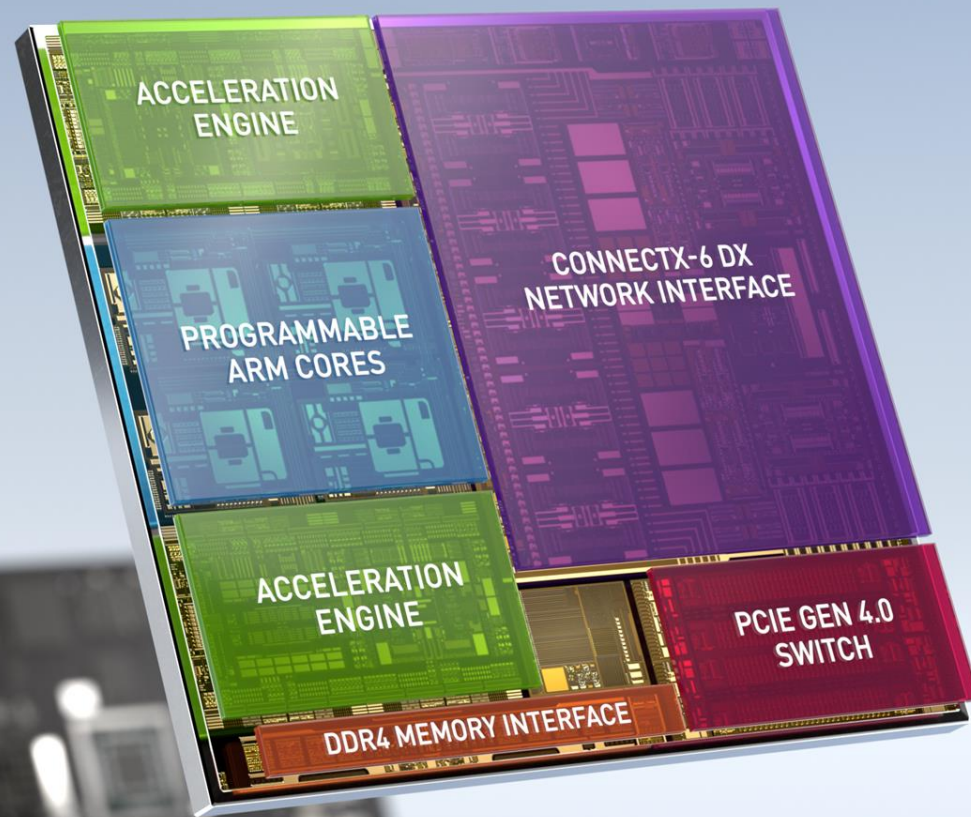 ACCELERATION
ENGINE
CONNECTX-6 DX
NETWORK INTERFACE
PROGRAMMABLE
ARM CORES
ACCELERATION
ENGINE
PCIE GEN 4.0
SWITCH
DDR4 MEMORY INTERFACE